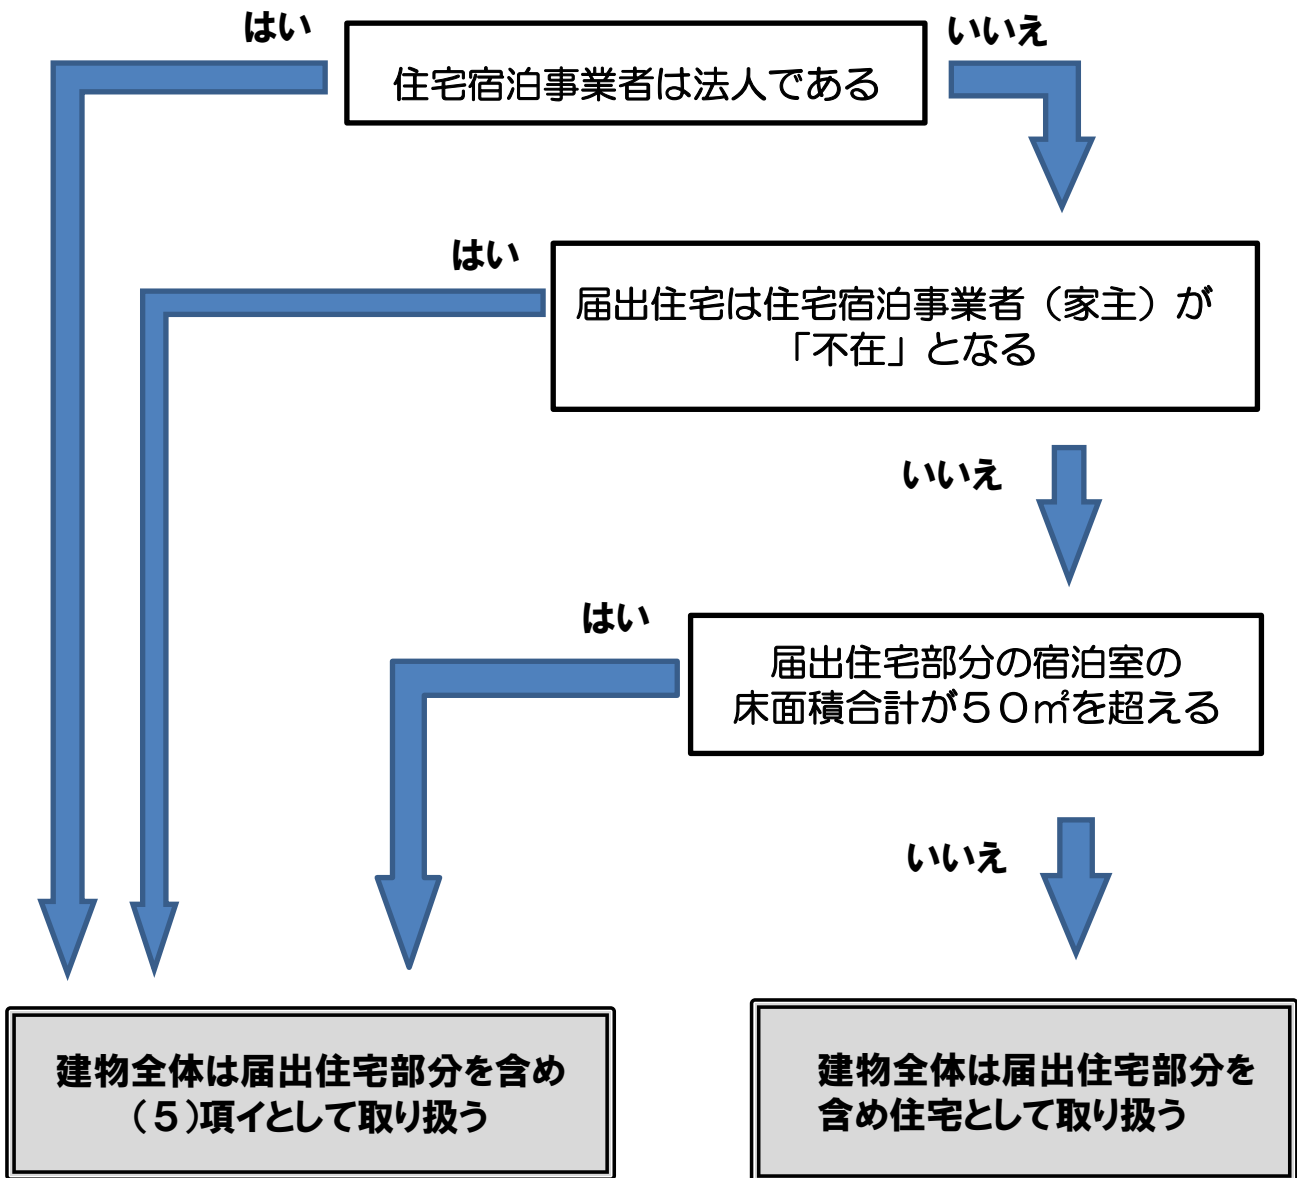 はい
いいえ
住宅宿泊事業者は法人である
はい
届出住宅は住宅宿泊事業者（家主）が
「不在」となる
いいえ
はい
届出住宅部分の宿泊室の
床面積合計が５０㎡を超える
いいえ
建物全体は届出住宅部分を含め
（５）項イとして取り扱う
建物全体は届出住宅部分を
含め住宅として取り扱う